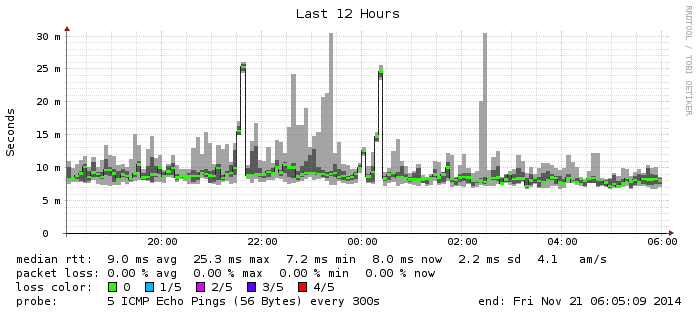 Last 12 Hours
RRDTOOL / TOBI OETIKER
Seconds
30 m
25 m
20 m
15 m
10 m
5 m
0
20:00 22:00 00:00 02:00 04:00 06:00
median rtt: 9.0 ms avg 25.3 ms max 7.2 ms min 8.0 ms now 2.2 ms sd 4.1 am/s
packet loss: 0.00 % avg 0.00 % max 0.00 % min 0.00 % now
loss color: 0 1/5 2/5 3/5 4/5
probe: 5 ICMP Echo Pings (56 Bytes) every 300s end: Fri Nov 21 06:05:09 2014